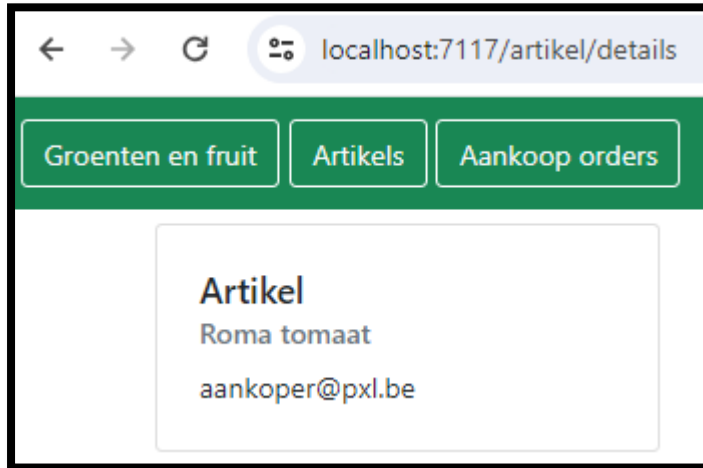 localhost:7117/artikel/details
Groenten en fruit Artikels Aankoop orders
Artikel
Roma tomaat
aankoper@pxl.be